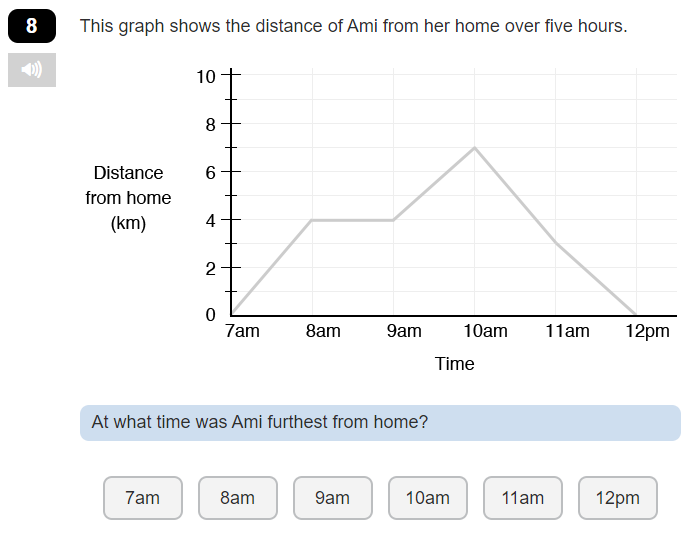 8
This graph shows the distance of Ami from her home over five hours.
10
8
6
4
2
0
Distance
from home
(km)
7am 8am 9am 10am 11am 12pm
Time
At what time was Ami furthest from home?
7am 8am 9am 10am 11am 12pm